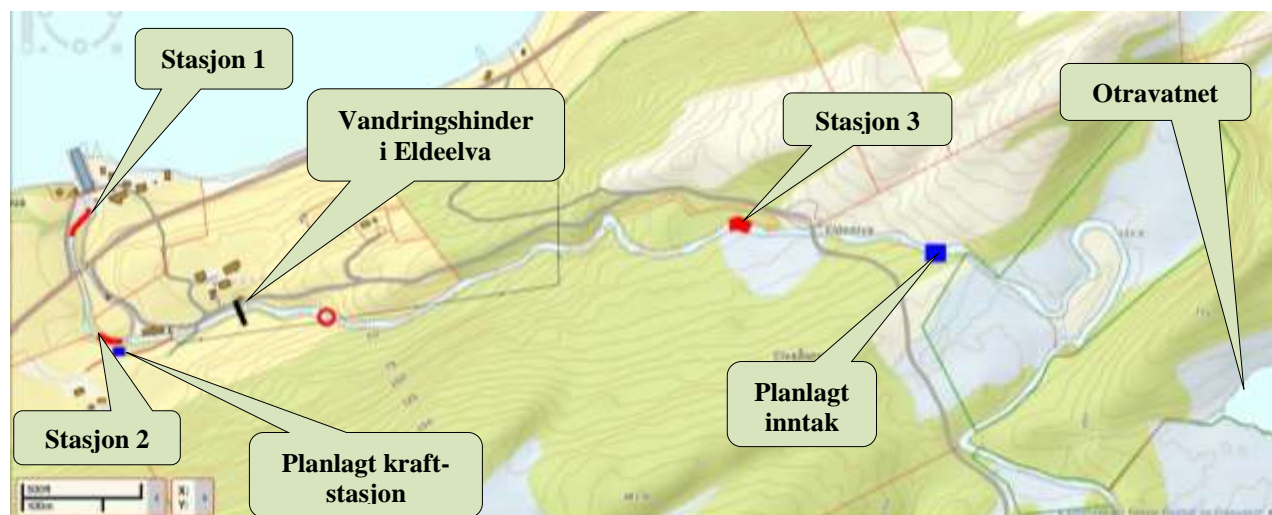 Stasjon 1
Vandringshinder
i Eldeelva
Stasjon 3
Otravatnet
Stasjon 2
Planlagt kraft-
stasjon
Planlagt
inntak
Eldeelva